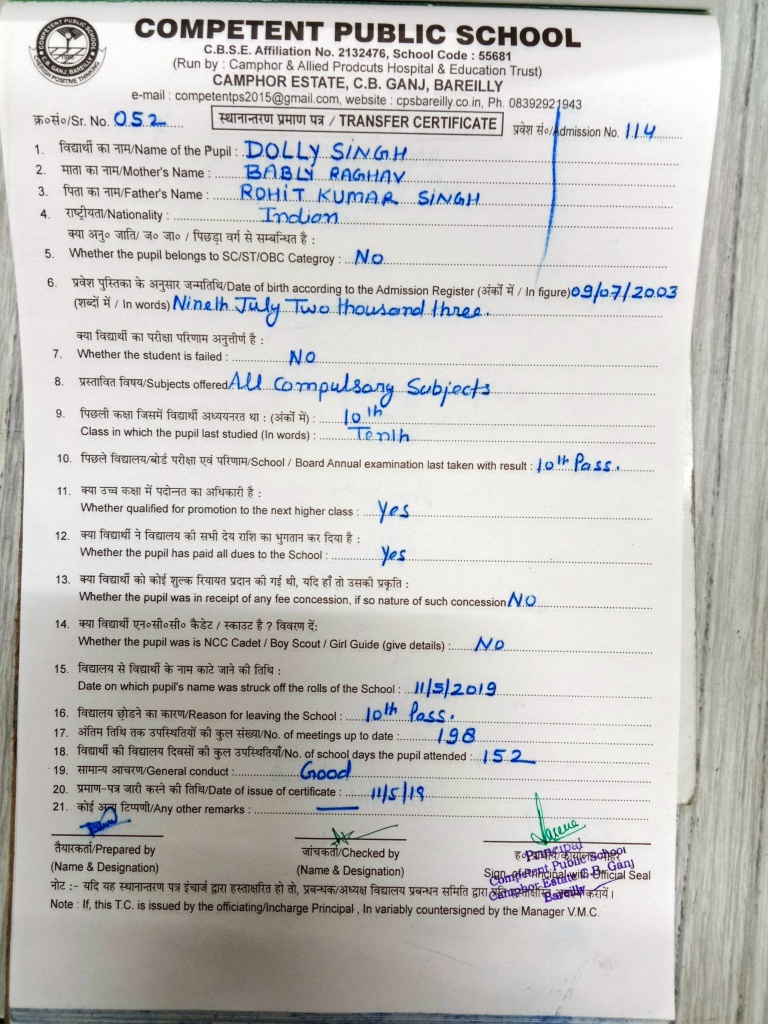 COMPETENT PUBLIC SCHOOL
COMPETENT PUBLIC SCHOOL
C.B. GANJ, BAREILLY
POSITIVE THINKING
C.B.S.E. Affiliation No. 2132476, School Code : 55681
(Run by : Camphor & Allied Prodcuts Hospital & Education Trust)
CAMPHOR ESTATE, C.B. GANJ, BAREILLY
e-mail : competentps2015@gmail.com, website : cpsbareilly.co.in, Ph. 08392921943
क्र०सं०/Sr. No. 052 स्थानान्तरण प्रमाण पत्र / TRANSFER CERTIFICATE प्रवेश सं०/Admission No. 114
1. विद्यार्थी का नाम/Name of the Pupil : DOLLY SINGH
2. माता का नाम/Mother's Name : BABLY RAGHAV
3. पिता का नाम/Father's Name : ROHIT KUMAR SINGH
4. राष्ट्रीयता/Nationality : Indian
क्या अनु० जाति/ ज० जा० / पिछड़ा वर्ग से सम्बन्धित है :
5. Whether the pupil belongs to SC/ST/OBC Categroy : No
6. प्रवेश पुस्तिका के अनुसार जन्मतिथि/Date of birth according to the Admission Register (अंकों में / In figure) 09/07/2003
(शब्दों में / In words) Nineth July Two thousand three.
क्या विद्यार्थी का परीक्षा परिणाम अनुत्तीर्ण है :
7. Whether the student is failed : NO
8. प्रस्तावित विषय/Subjects offered All Compulsary Subjects
9. पिछली कक्षा जिसमें विद्यार्थी अध्ययनरत था : (अंकों में) : 10th
Class in which the pupil last studied (In words) : Tenth
10. पिछले विद्यालय/बोर्ड परीक्षा एवं परिणाम/School / Board Annual examination last taken with result : 10th Pass.
11. क्या उच्च कक्षा में पदोन्नत का अधिकारी है :
Whether qualified for promotion to the next higher class : Yes
12. क्या विद्यार्थी ने विद्यालय की सभी देय राशि का भुगतान कर दिया है :
Whether the pupil has paid all dues to the School : Yes
13. क्या विद्यार्थी को कोई शुल्क रियायत प्रदान की गई थी, यदि हाँ तो उसकी प्रकृति :
Whether the pupil was in receipt of any fee concession, if so nature of such concession NO
14. क्या विद्यार्थी एन०सी०सी० कैडेट / स्काउट है ? विवरण दें:
Whether the pupil was is NCC Cadet / Boy Scout / Girl Guide (give details) : NO
15. विद्यालय से विद्यार्थी के नाम काटे जाने की तिथि :
Date on which pupil's name was struck off the rolls of the School : 11/5/2019
16. विद्यालय छोडने का कारण/Reason for leaving the School : 10th Pass.
17. अंतिम तिथि तक उपस्थितियों की कुल संख्या/No. of meetings up to date : 198
18. विद्यार्थी की विद्यालय दिवसों की कुल उपस्थितियाँ/No. of school days the pupil attended : 152
19. सामान्य आचरण/General conduct : Good
20. प्रमाण-पत्र जारी करने की तिथि/Date of issue of certificate : 11/5/19
21. कोई अन्य टिप्पणी/Any other remarks : —
तैयारकर्ता/Prepared by जांचकर्ता/Checked by
(Name & Designation) (Name & Designation) Sign. of Principal with Official Seal
Principal
Competent Public School
Camphor Estate C.B. Ganj
Bareilly
नोट :- यदि यह स्थानान्तरण पत्र इंचार्ज द्वारा हस्ताक्षरित हो तो, प्रबन्धक/अध्यक्ष विद्यालय प्रबन्धन समिति द्वारा करायें।
Note : If, this T.C. is issued by the officiating/Incharge Principal , In variably countersigned by the Manager V.M.C.